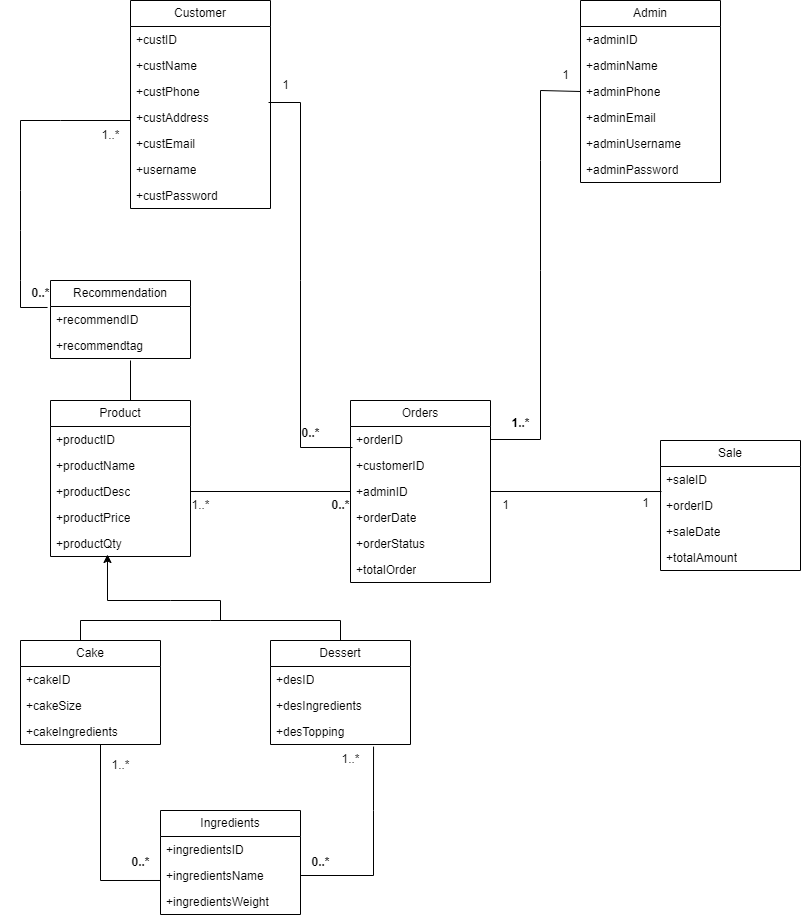 Customer
+custID
+custName
+custPhone
+custAddress
+custEmail
+username
+custPassword
Admin
+adminID
+adminName
+adminPhone
+adminEmail
+adminUsername
+adminPassword
1
1
1..*
0..*
Recommendation
+recommendID
+recommendtag
Product
+productID
+productName
+productDesc
+productPrice
+productQty
1..*
0..*
0..*
Orders
+orderID
+customerID
+adminID
+orderDate
+orderStatus
+totalOrder
1..*
1
1
Sale
+saleID
+orderID
+saleDate
+totalAmount
Cake
+cakeID
+cakeSize
+cakeIngredients
Dessert
+desID
+desIngredients
+desTopping
1..*
1..*
0..*
0..*
Ingredients
+ingredientsID
+ingredientsName
+ingredientsWeight